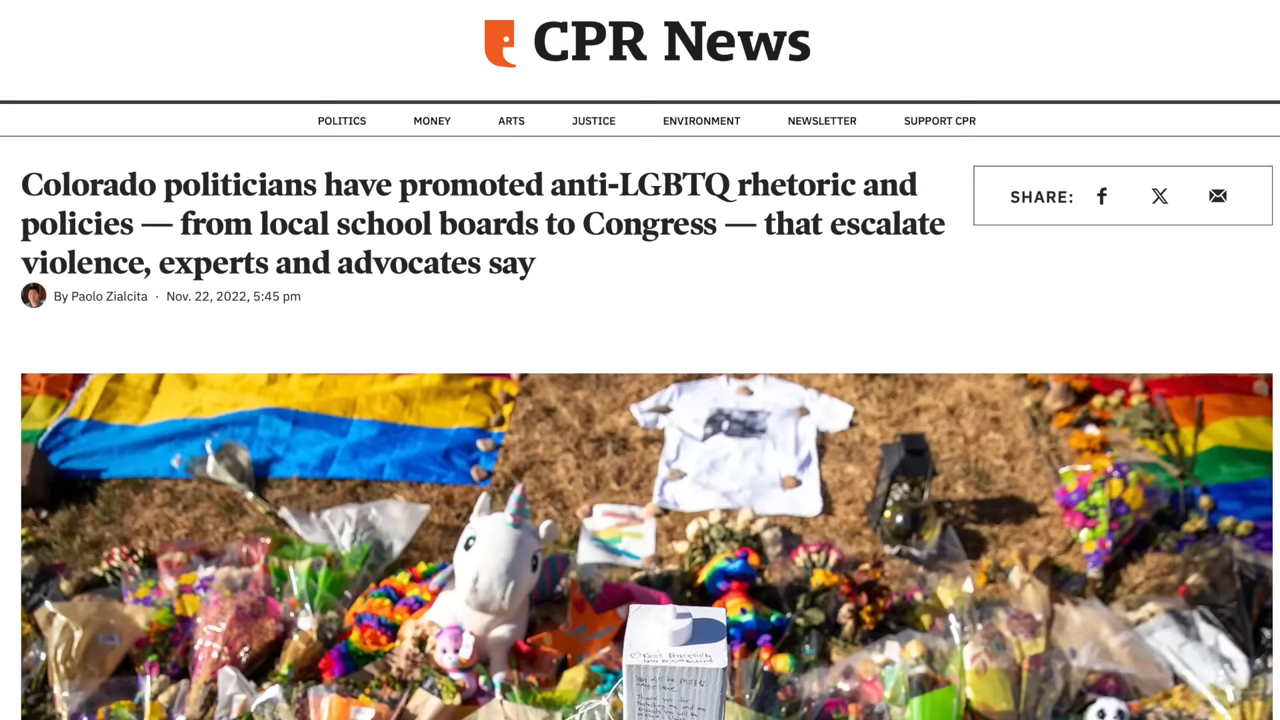 CPR News
POLITICS MONEY ARTS JUSTICE ENVIRONMENT NEWSLETTER SUPPORT CPR
Colorado politicians have promoted anti-LGBTQ rhetoric and
policies — from local school boards to Congress — that escalate
violence, experts and advocates say
SHARE:
By Paolo Zialcita · Nov. 22, 2022, 5:45 pm
Rest Peacefully